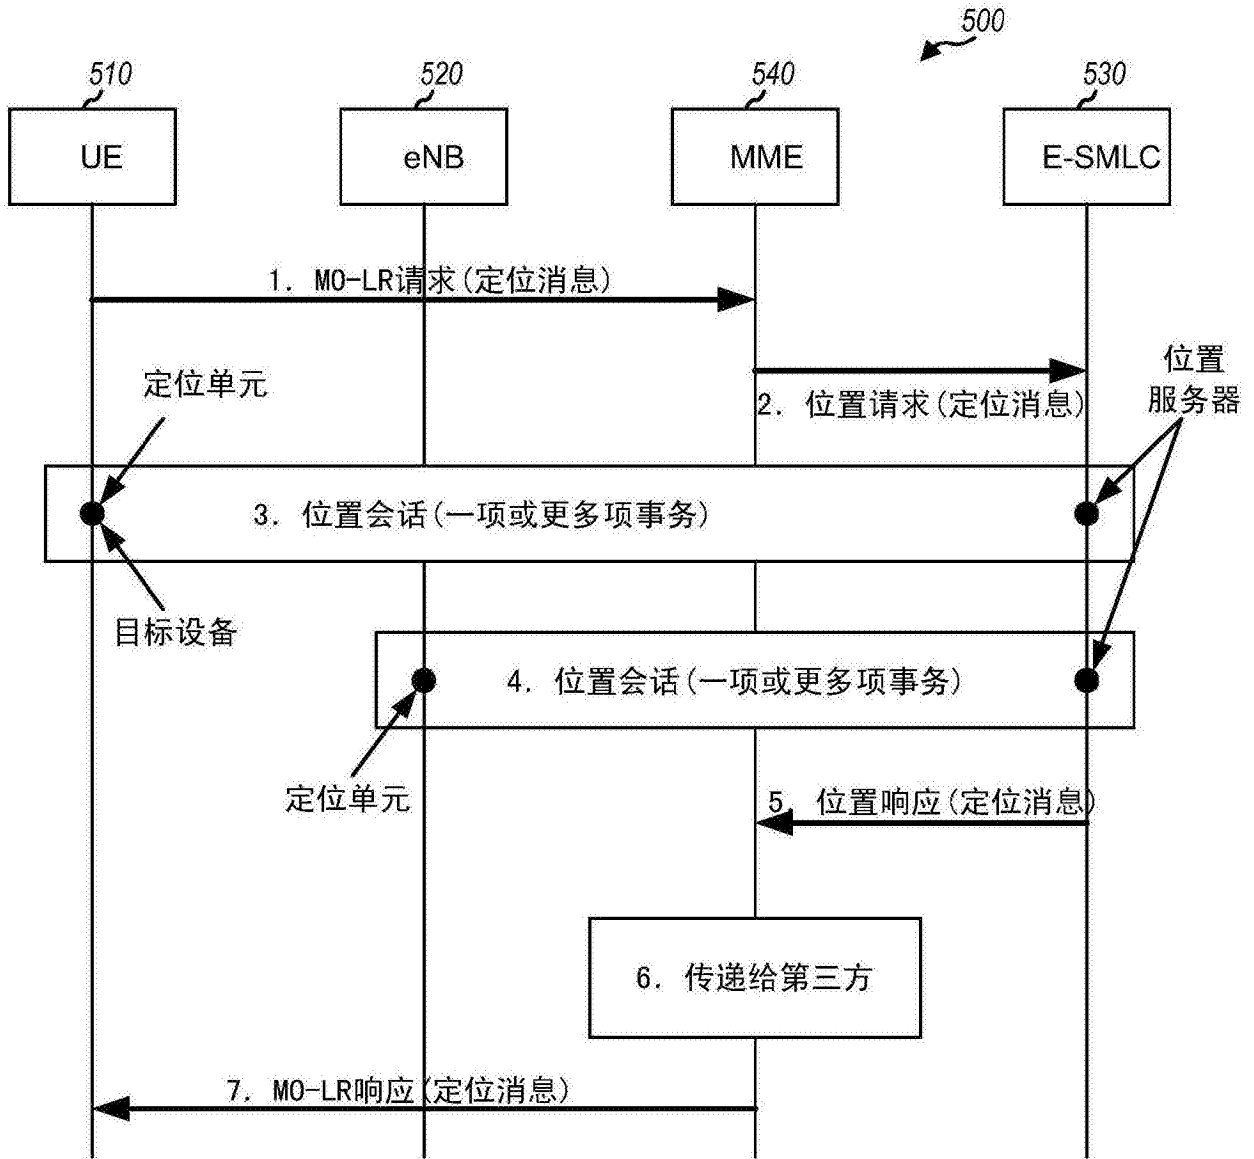 500
510
520
540
530
UE
eNB
MME
E-SMLC
1. MO-LR请求(定位消息)
2. 位置请求(定位消息)
位置
服务器
定位单元
3. 位置会话(一项或更多项事务)
目标设备
4. 位置会话(一项或更多项事务)
定位单元
5. 位置响应(定位消息)
6. 传递给第三方
7. MO-LR响应(定位消息)